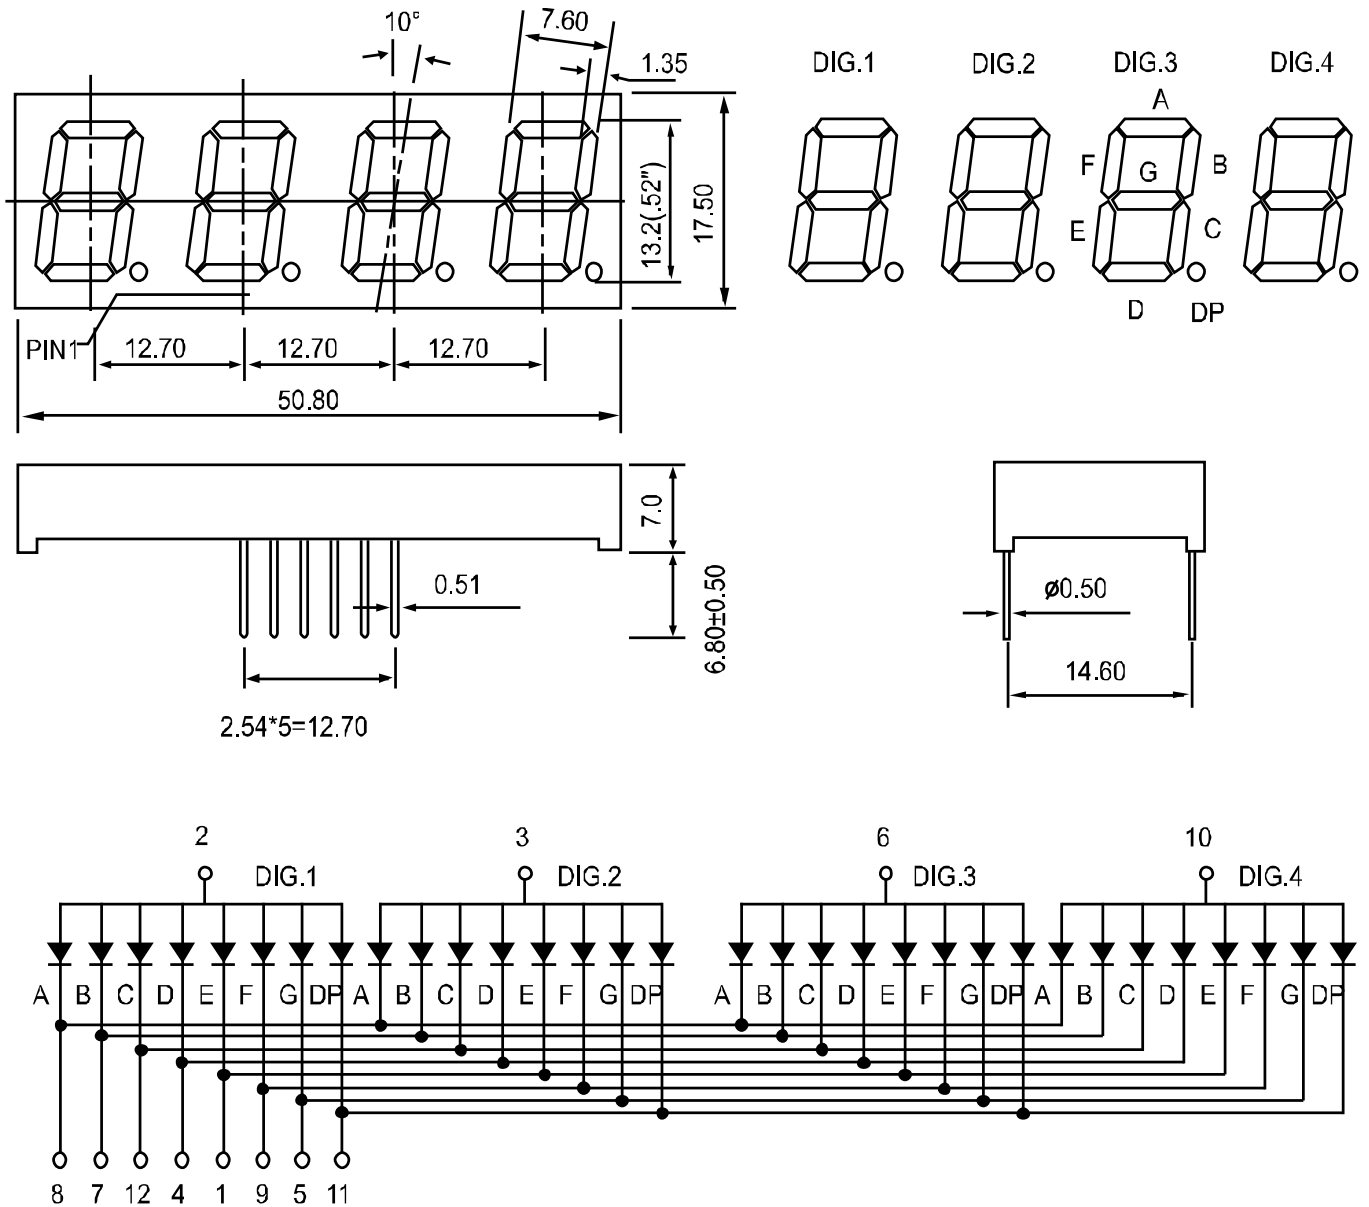 10°
7.60
1.35
13.2(.52")
17.50
PIN1
12.70 12.70 12.70
50.80
DIG.1 DIG.2 DIG.3 DIG.4
A
F G B
E C
D DP
7.0
0.51
6.80±0.50
2.54*5=12.70
ø0.50
14.60
2 3 6 10
DIG.1 DIG.2 DIG.3 DIG.4
A B C D E F G DP A B C D E F G DP A B C D E F G DP A B C D E F G DP
8 7 12 4 1 9 5 11